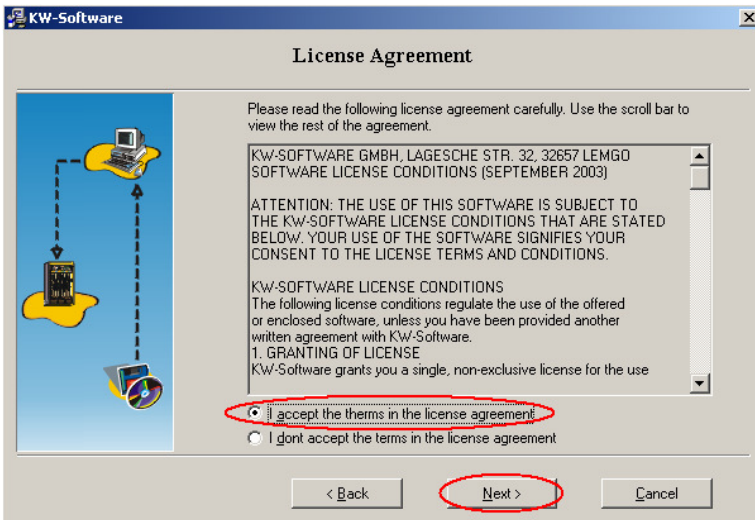 KW-Software
License Agreement
Please read the following license agreement carefully. Use the scroll bar to
view the rest of the agreement.
KW-SOFTWARE GMBH, LAGESCHE STR. 32, 32657 LEMGO
SOFTWARE LICENSE CONDITIONS (SEPTEMBER 2003)
ATTENTION: THE USE OF THIS SOFTWARE IS SUBJECT TO
THE KW-SOFTWARE LICENSE CONDITIONS THAT ARE STATED
BELOW. YOUR USE OF THE SOFTWARE SIGNIFIES YOUR
CONSENT TO THE LICENSE TERMS AND CONDITIONS.
KW-SOFTWARE LICENSE CONDITIONS
The following license conditions regulate the use of the offered
or enclosed software, unless you have been provided another
written agreement with KW-Software.
1. GRANTING OF LICENSE
KW-Software grants you a single, non-exclusive license for the use
I accept the therms in the license agreement
I dont accept the terms in the license agreement
< Back
Next >
Cancel